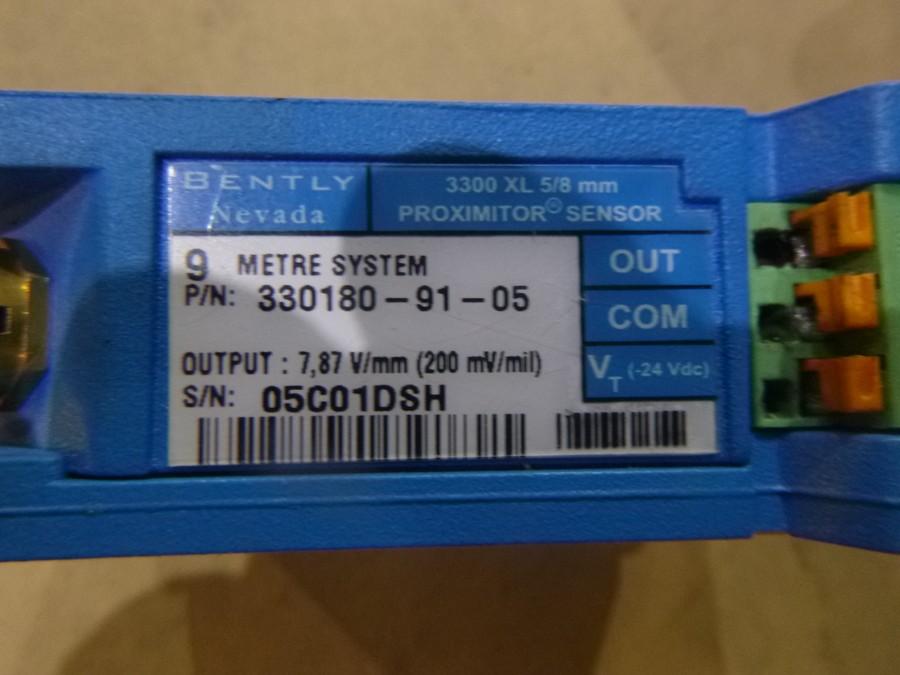 BENTLY
Nevada
3300 XL 5/8 mm
PROXIMITOR® SENSOR
9 METRE SYSTEM
P/N: 330180-91-05
OUTPUT : 7,87 V/mm (200 mV/mil)
S/N: 05C01DSH
OUT
COM
VT (-24 Vdc)